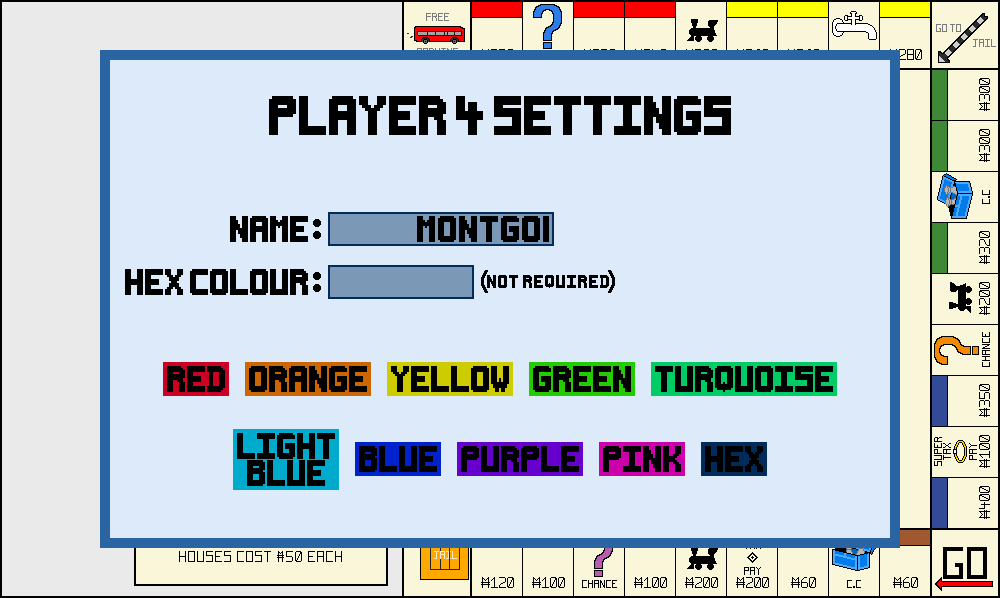 FREE
₩280
GO TO
JAIL
PLAYER 4 SETTINGS
NAME: MONTGOI
HEX COLOUR: (NOT REQUIRED)
RED ORANGE YELLOW GREEN TURQUOISE
LIGHT
BLUE
BLUE PURPLE PINK HEX
₩300
₩300
C.C
₩320
₩200
CHANCE
₩350
SUPER
TAX
PAY
₩100
₩400
HOUSES COST ₩50 EACH
JAIL
₩120
₩100
CHANCE
₩100
₩200
PAY
₩200
₩60
C.C
₩60
GO